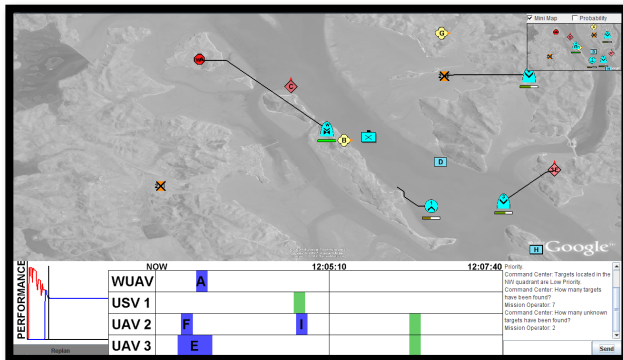 Mini Map
Probability
G
C
B
D
H
Google
PERFORMANCE
Replan
NOW
12:05:10
12:07:40
WUAV
A
USV 1
UAV 2
F
I
UAV 3
E
Priority.
Command Center: Targets located in the
NW quadrant are Low Priority.
Command Center: How many targets
have been found?
Mission Operator: 7
Command Center: How many unknown
targets have been found?
Mission Operator: 2
Send